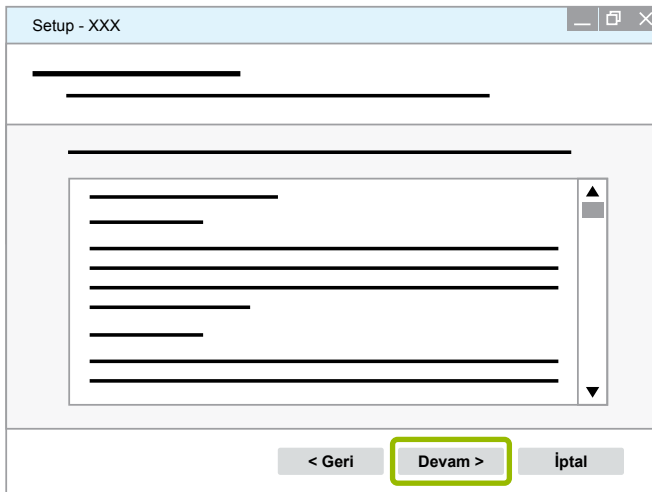 Setup - XXX
< Geri
Devam >
İptal